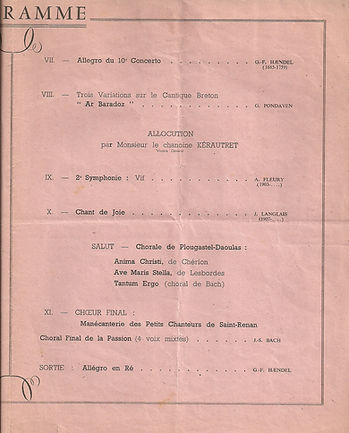 RAMME
VII. — Allegro du 10e Concerto . . . . . . . . . . G.-F. HÆNDEL
(1685-1759)
VIII. — Trois Variations sur le Cantique Breton
" Ar Baradoz " . . . . . . . . . . . . G. PONDAVEN
ALLOCUTION
par Monsieur le chanoine KÉRAUTRET
IX. — 2e Symphonie : Vif . . . . . . . . . . . . A. FLEURY
(1903-....)
X. — Chant de Joie . . . . . . . . . . . . . J. LANGLAIS
(1907-....)
SALUT — Chorale de Plougastel-Daoulas :
Anima Christi, de Chérion
Ave Maris Stella, de Lesbordes
Tantum Ergo (choral de Bach)
XI. — CHŒUR FINAL :
Manécanterie des Petits Chanteurs de Saint-Renan
Choral Final de la Passion (4 voix mixtes) . . . . . . J.-S. BACH
SORTIE : Allégro en Ré . . . . . . . . . . . . G.-F. HÆNDEL